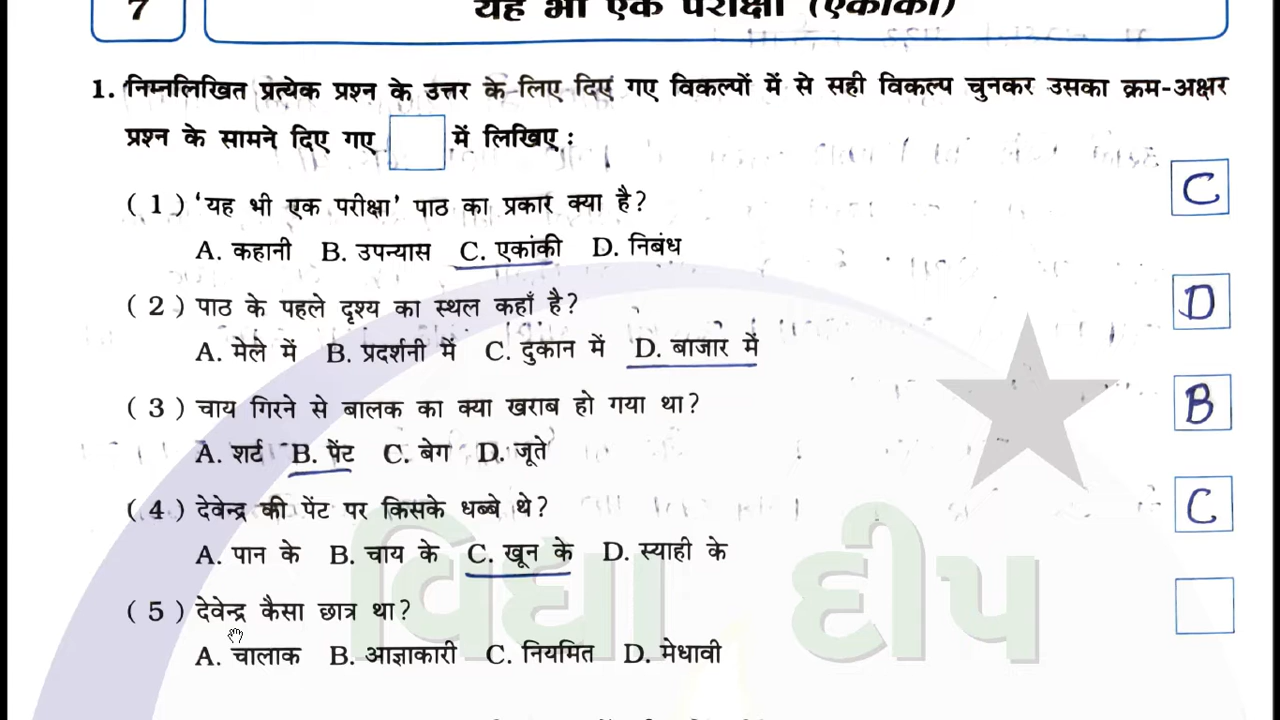 7
यह भी एक परीक्षा (एकांकी)
1. निम्नलिखित प्रत्येक प्रश्न के उत्तर के लिए दिए गए विकल्पों में से सही विकल्प चुनकर उसका क्रम-अक्षर
प्रश्न के सामने दिए गए में लिखिए :
( 1 ) 'यह भी एक परीक्षा' पाठ का प्रकार क्या है? C
A. कहानी B. उपन्यास C. एकांकी D. निबंध
( 2 ) पाठ के पहले दृश्य का स्थल कहाँ है? D
A. मेले में B. प्रदर्शनी में C. दुकान में D. बाजार में
( 3 ) चाय गिरने से बालक का क्या खराब हो गया था? B
A. शर्ट B. पेंट C. बेग D. जूते
( 4 ) देवेन्द्र की पेंट पर किसके धब्बे थे? C
A. पान के B. चाय के C. खून के D. स्याही के
( 5 ) देवेन्द्र कैसा छात्र था?
A. चालाक B. आज्ञाकारी C. नियमित D. मेधावी
વિદ્યા દીપ